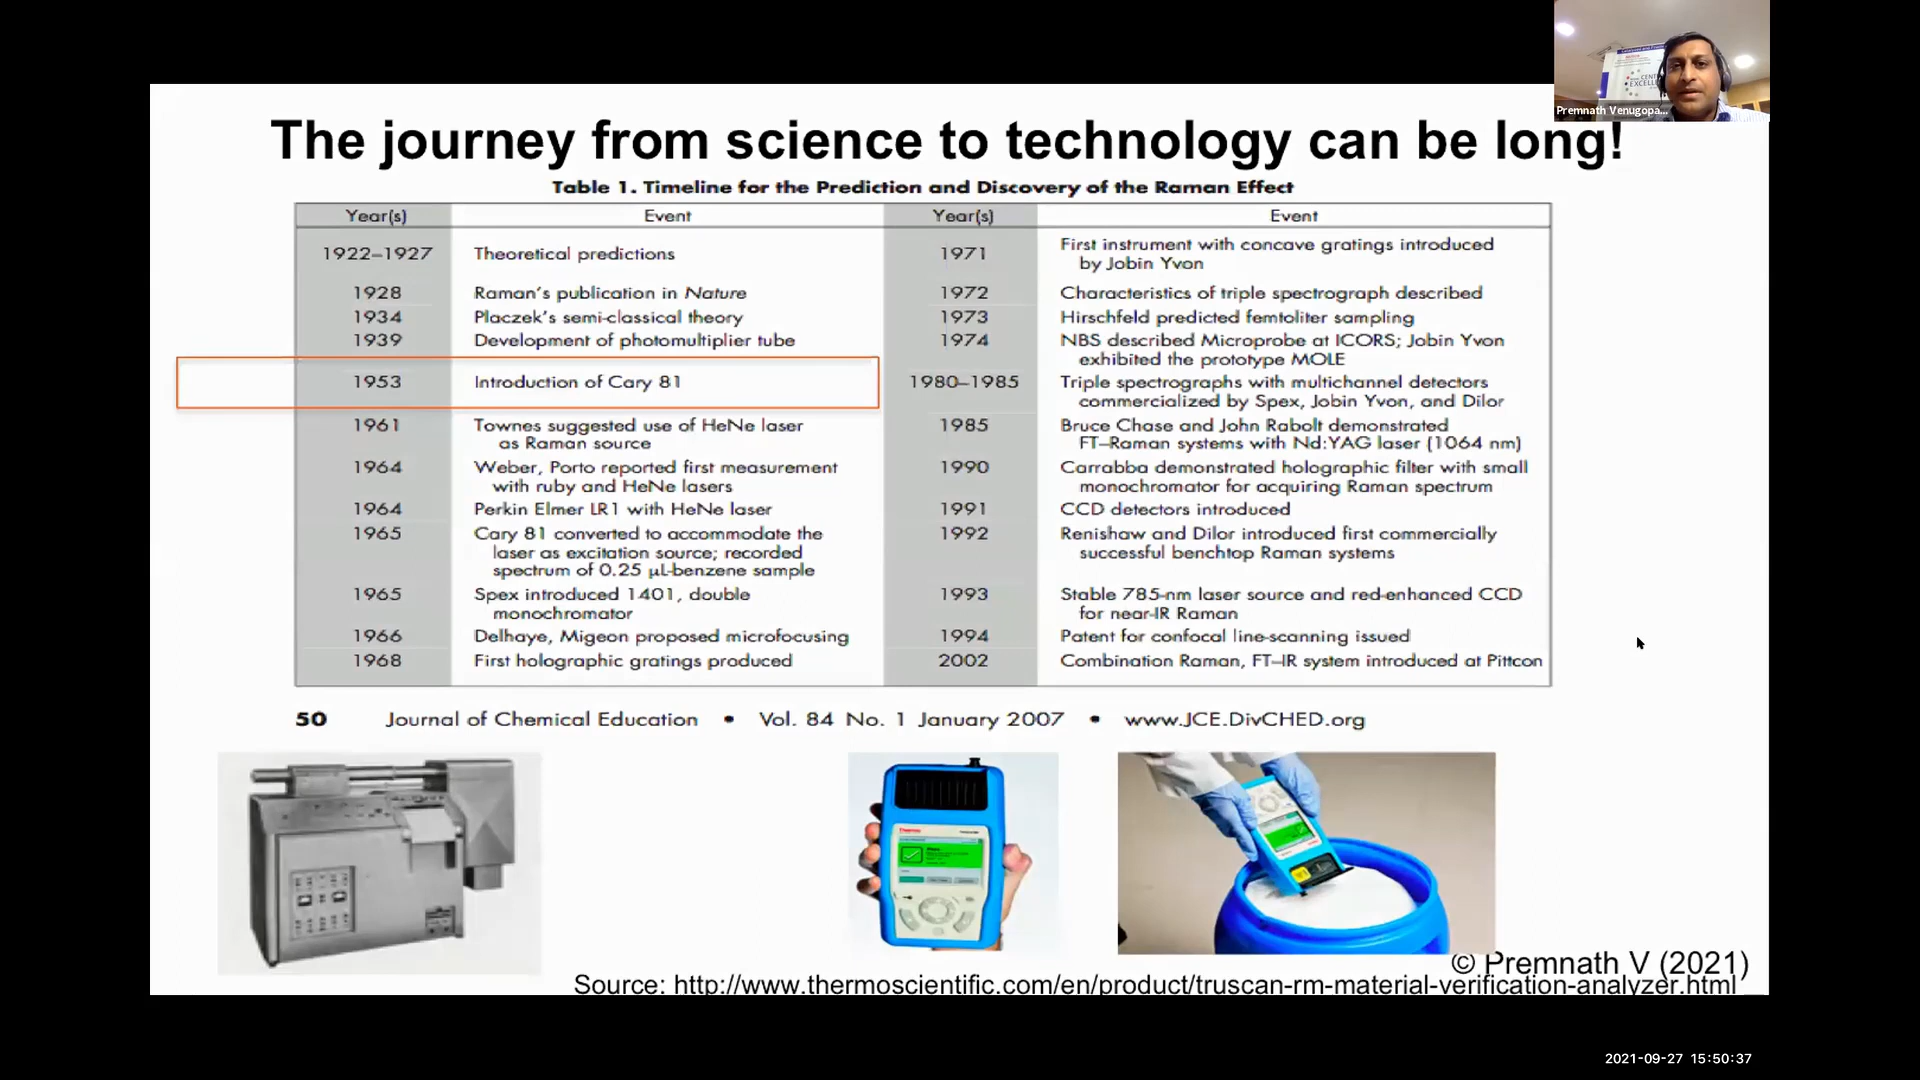 Premnath Venugopa...
The journey from science to technology can be long!
Table 1. Timeline for the Prediction and Discovery of the Raman Effect
Year(s) Event Year(s) Event
1922–1927 Theoretical predictions
1928 Raman's publication in Nature
1934 Placzek's semi-classical theory
1939 Development of photomultiplier tube
1953 Introduction of Cary 81
1961 Townes suggested use of HeNe laser
as Raman source
1964 Weber, Porto reported first measurement
with ruby and HeNe lasers
1964 Perkin Elmer LR1 with HeNe laser
1965 Cary 81 converted to accommodate the
laser as excitation source; recorded
spectrum of 0.25 µL-benzene sample
1965 Spex introduced 1401, double
monochromator
1966 Delhaye, Migeon proposed microfocusing
1968 First holographic gratings produced
1971 First instrument with concave gratings introduced
by Jobin Yvon
1972 Characteristics of triple spectrograph described
1973 Hirschfeld predicted femtoliter sampling
1974 NBS described Microprobe at ICORS; Jobin Yvon
exhibited the prototype MOLE
1980–1985 Triple spectrographs with multichannel detectors
commercialized by Spex, Jobin Yvon, and Dilor
1985 Bruce Chase and John Rabolt demonstrated
FT–Raman systems with Nd:YAG laser (1064 nm)
1990 Carrabba demonstrated holographic filter with small
monochromator for acquiring Raman spectrum
1991 CCD detectors introduced
1992 Renishaw and Dilor introduced first commercially
successful benchtop Raman systems
1993 Stable 785-nm laser source and red-enhanced CCD
for near-IR Raman
1994 Patent for confocal line-scanning issued
2002 Combination Raman, FT–IR system introduced at Pittcon
50 Journal of Chemical Education • Vol. 84 No. 1 January 2007 • www.JCE.DivCHED.org
© Premnath V (2021)
Source: http://www.thermoscientific.com/en/product/truscan-rm-material-verification-analyzer.html
2021-09-27 15:50:37